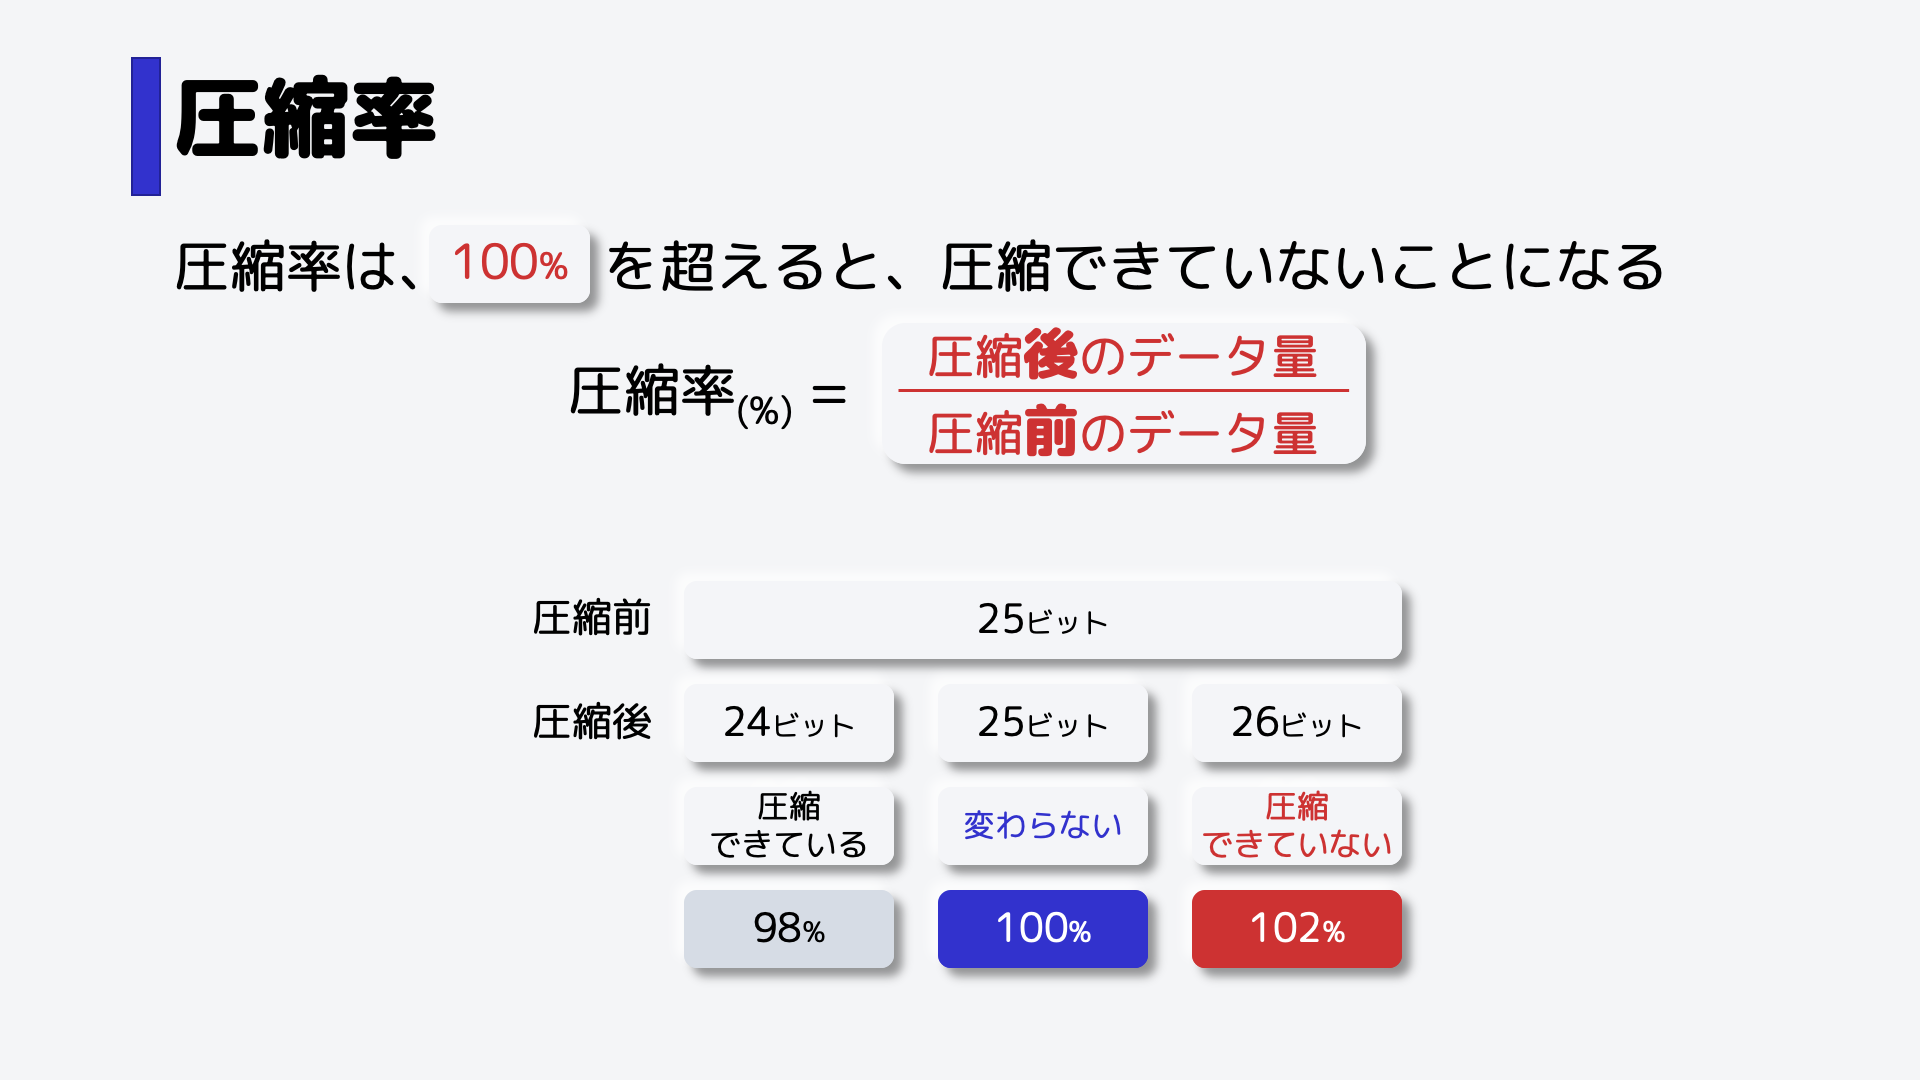 圧縮率
圧縮率は、100%を超えると、圧縮できていないことになる
圧縮率(%) =
圧縮後のデータ量
圧縮前のデータ量
圧縮前
25ビット
圧縮後
24ビット
25ビット
26ビット
圧縮
できている
変わらない
圧縮
できていない
98%
100%
102%